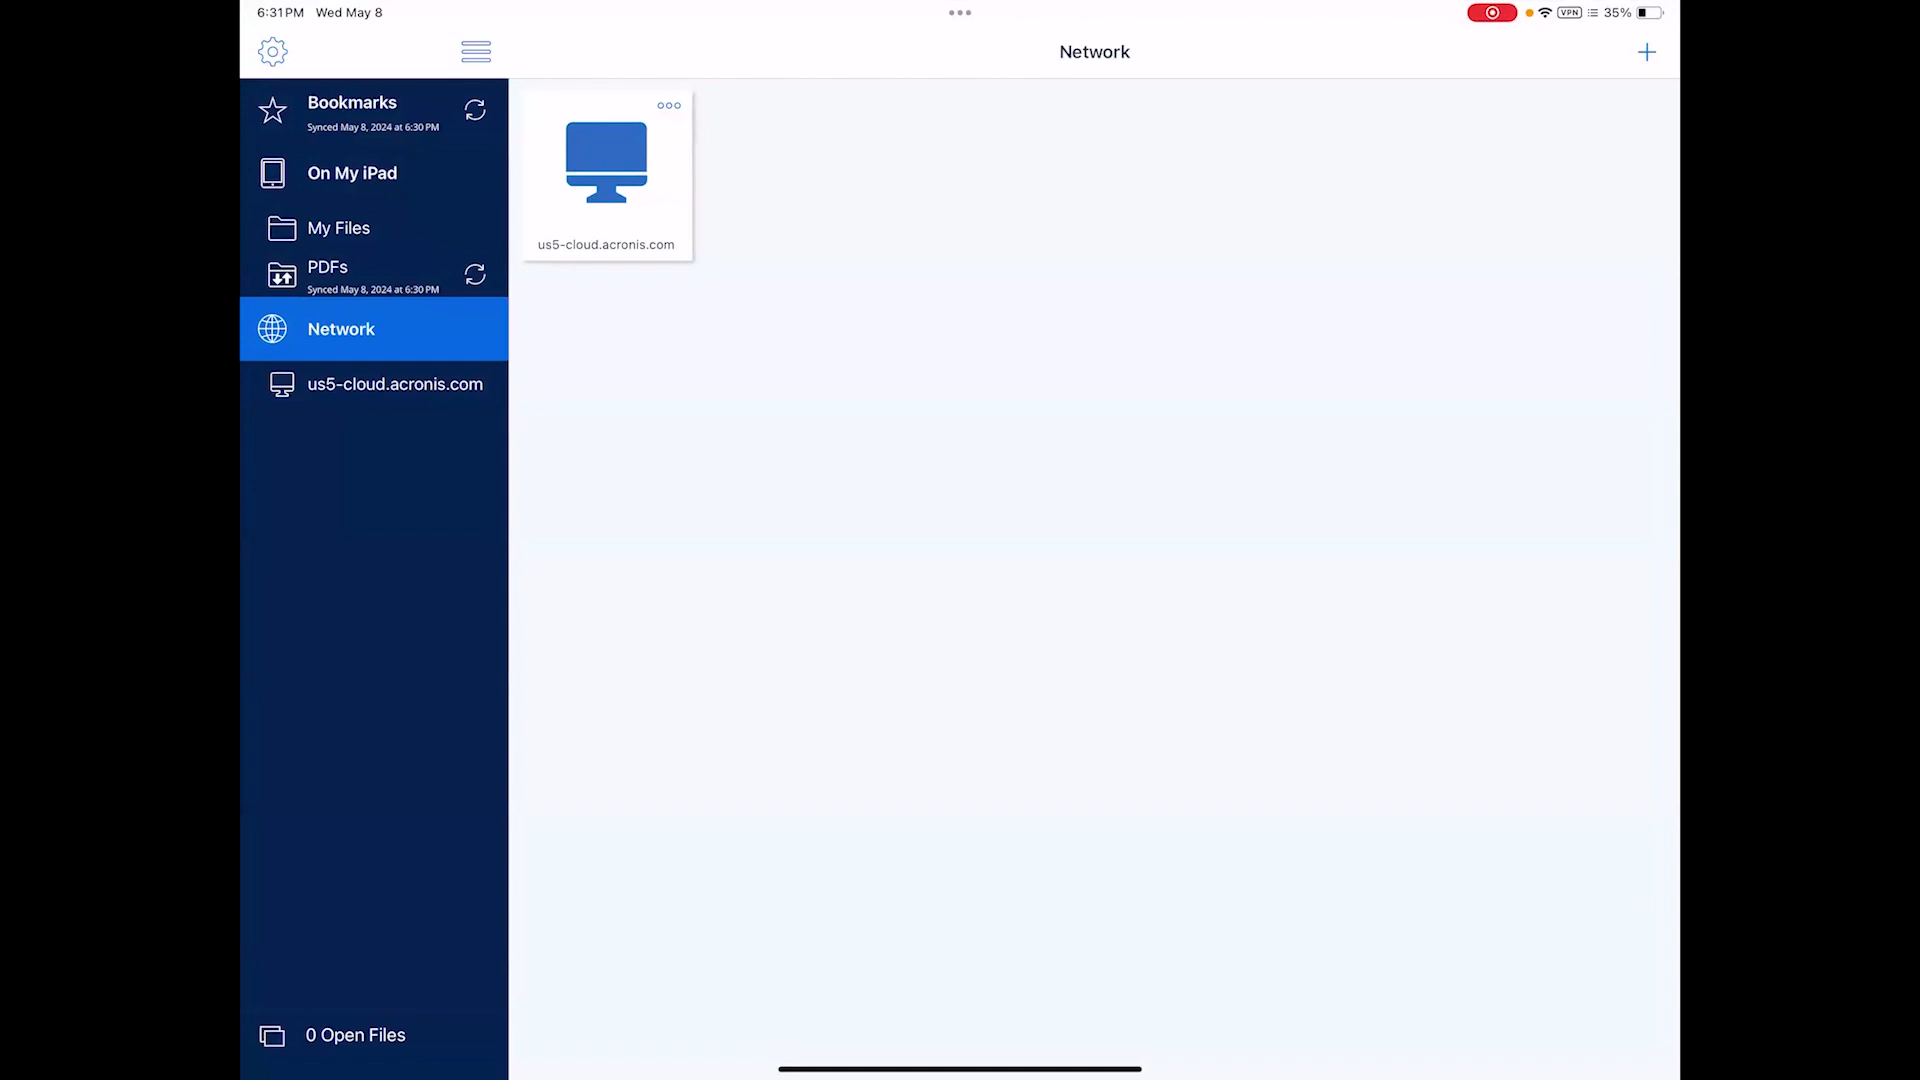 6:31 PM Wed May 8
VPN 35%
Network
Bookmarks
Synced May 8, 2024 at 6:30 PM
On My iPad
My Files
PDFs
Synced May 8, 2024 at 6:30 PM
Network
us5-cloud.acronis.com
0 Open Files
us5-cloud.acronis.com